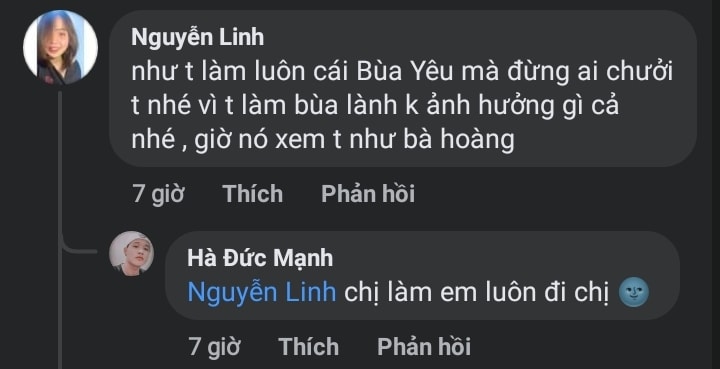 Nguyễn Linh
như t làm luôn cái Bùa Yêu mà đừng ai chưởi
t nhé vì t làm bùa lành k ảnh hưởng gì cả
nhé , giờ nó xem t như bà hoàng
7 giờ Thích Phản hồi
Hà Đức Mạnh
Nguyễn Linh chị làm em luôn đi chị 🌚
7 giờ Thích Phản hồi